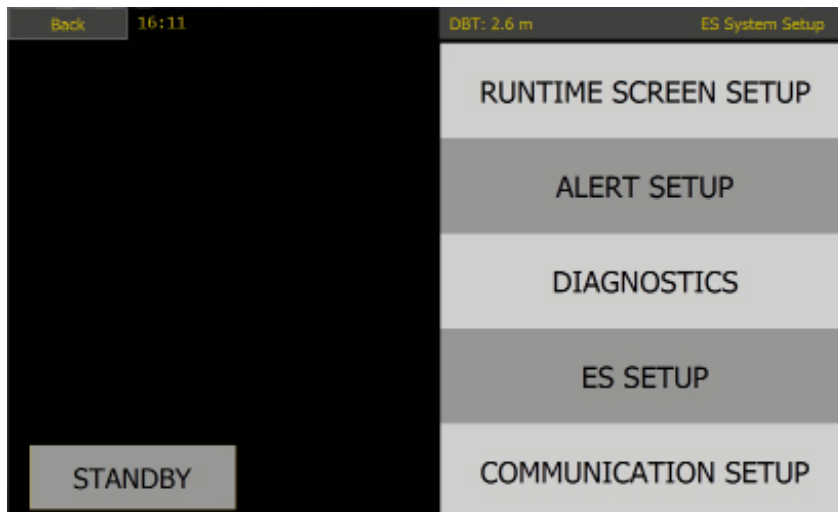 Back 16:11 DBT: 2.6 m ES System Setup
RUNTIME SCREEN SETUP
ALERT SETUP
DIAGNOSTICS
ES SETUP
STANDBY
COMMUNICATION SETUP